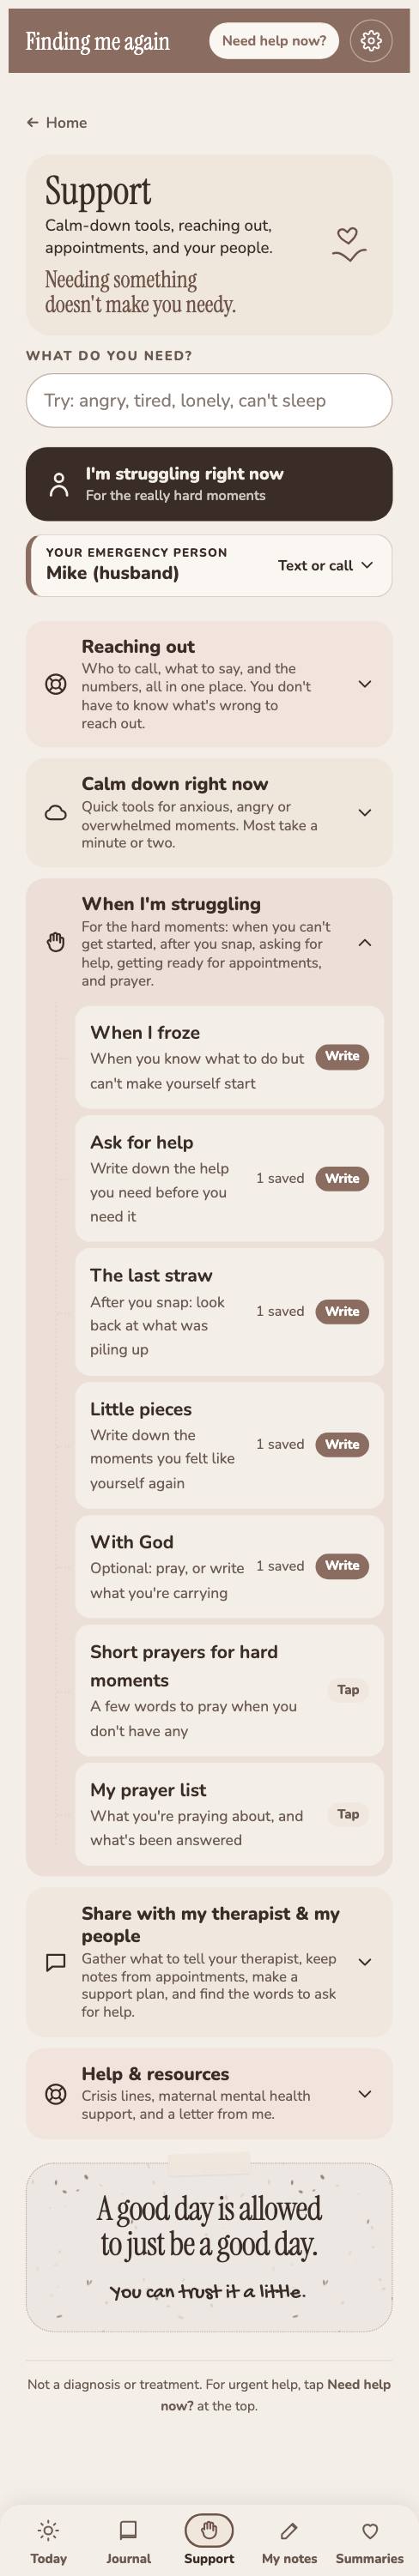 Finding me again
Need help now?
← Home
Support
Calm-down tools, reaching out,
appointments, and your people.
Needing something
doesn't make you needy.
WHAT DO YOU NEED?
Try: angry, tired, lonely, can't sleep
I'm struggling right now
For the really hard moments
YOUR EMERGENCY PERSON
Mike (husband)
Text or call
Reaching out
Who to call, what to say, and the
numbers, all in one place. You don't
have to know what's wrong to
reach out.
Calm down right now
Quick tools for anxious, angry or
overwhelmed moments. Most take a
minute or two.
When I'm struggling
For the hard moments: when you can't
get started, after you snap, asking for
help, getting ready for appointments,
and prayer.
When I froze
When you know what to do but
can't make yourself start
Write
Ask for help
Write down the help
you need before you
need it
1 saved
Write
The last straw
After you snap: look
back at what was
piling up
1 saved
Write
Little pieces
Write down the
moments you felt like
yourself again
1 saved
Write
With God
Optional: pray, or write
what you're carrying
1 saved
Write
Short prayers for hard
moments
A few words to pray when you
don't have any
Tap
My prayer list
What you're praying about, and
what's been answered
Tap
Share with my therapist & my
people
Gather what to tell your therapist, keep
notes from appointments, make a
support plan, and find the words to ask
for help.
Help & resources
Crisis lines, maternal mental health
support, and a letter from me.
A good day is allowed
to just be a good day.
You can trust it a little.
Not a diagnosis or treatment. For urgent help, tap Need help
now? at the top.
Today
Journal
Support
My notes
Summaries